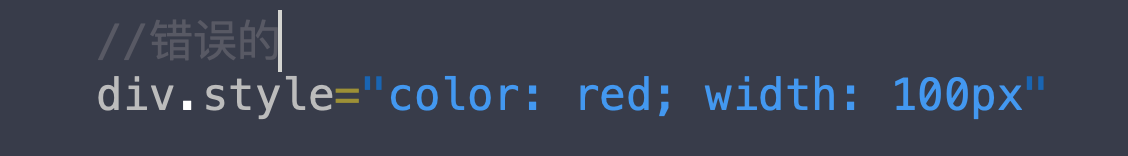 //错误的
div.style="color: red; width: 100px"